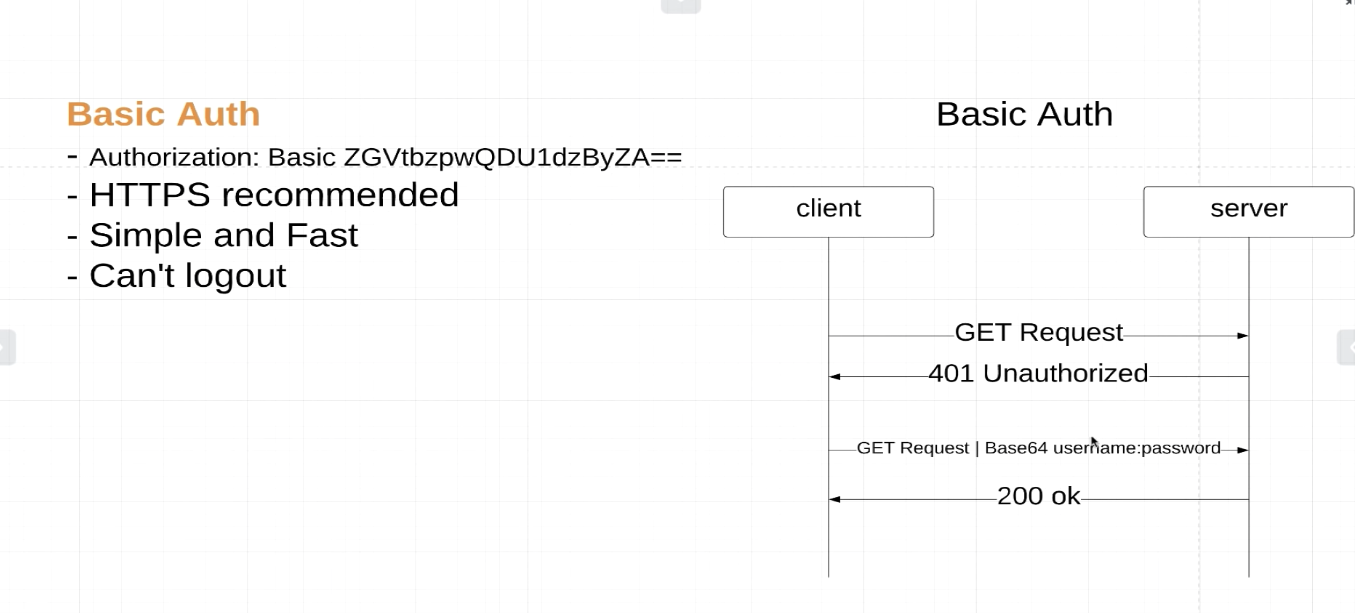 Basic Auth
- Authorization: Basic ZGVtbzpwQDU1dzByZA==
- HTTPS recommended
- Simple and Fast
- Can't logout
Basic Auth
client
server
GET Request
401 Unauthorized
GET Request | Base64 username:password
200 ok